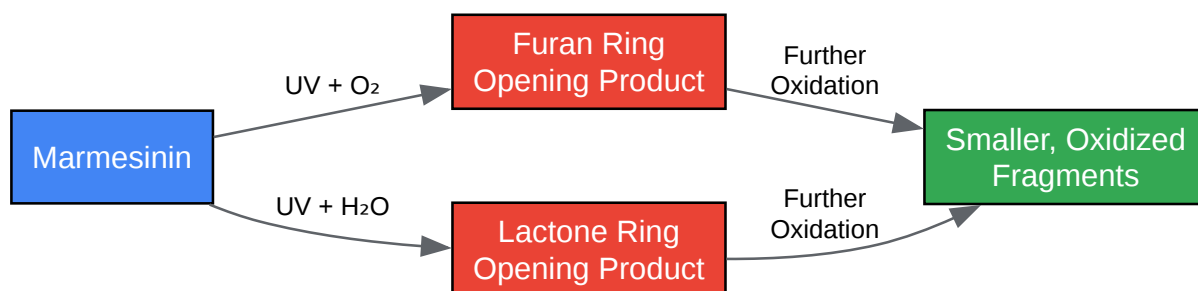 Marmesinin
UV + O₂
Furan Ring
Opening Product
Further
Oxidation
UV + H₂O
Lactone Ring
Opening Product
Further
Oxidation
Smaller, Oxidized
Fragments